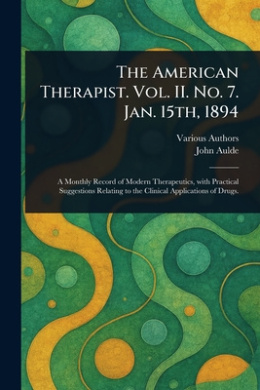 The American
Therapist. Vol. II. No. 7.
Jan. 15th, 1894
Various Authors
John Aulde
A Monthly Record of Modern Therapeutics, with Practical
Suggestions Relating to the Clinical Applications of Drugs.